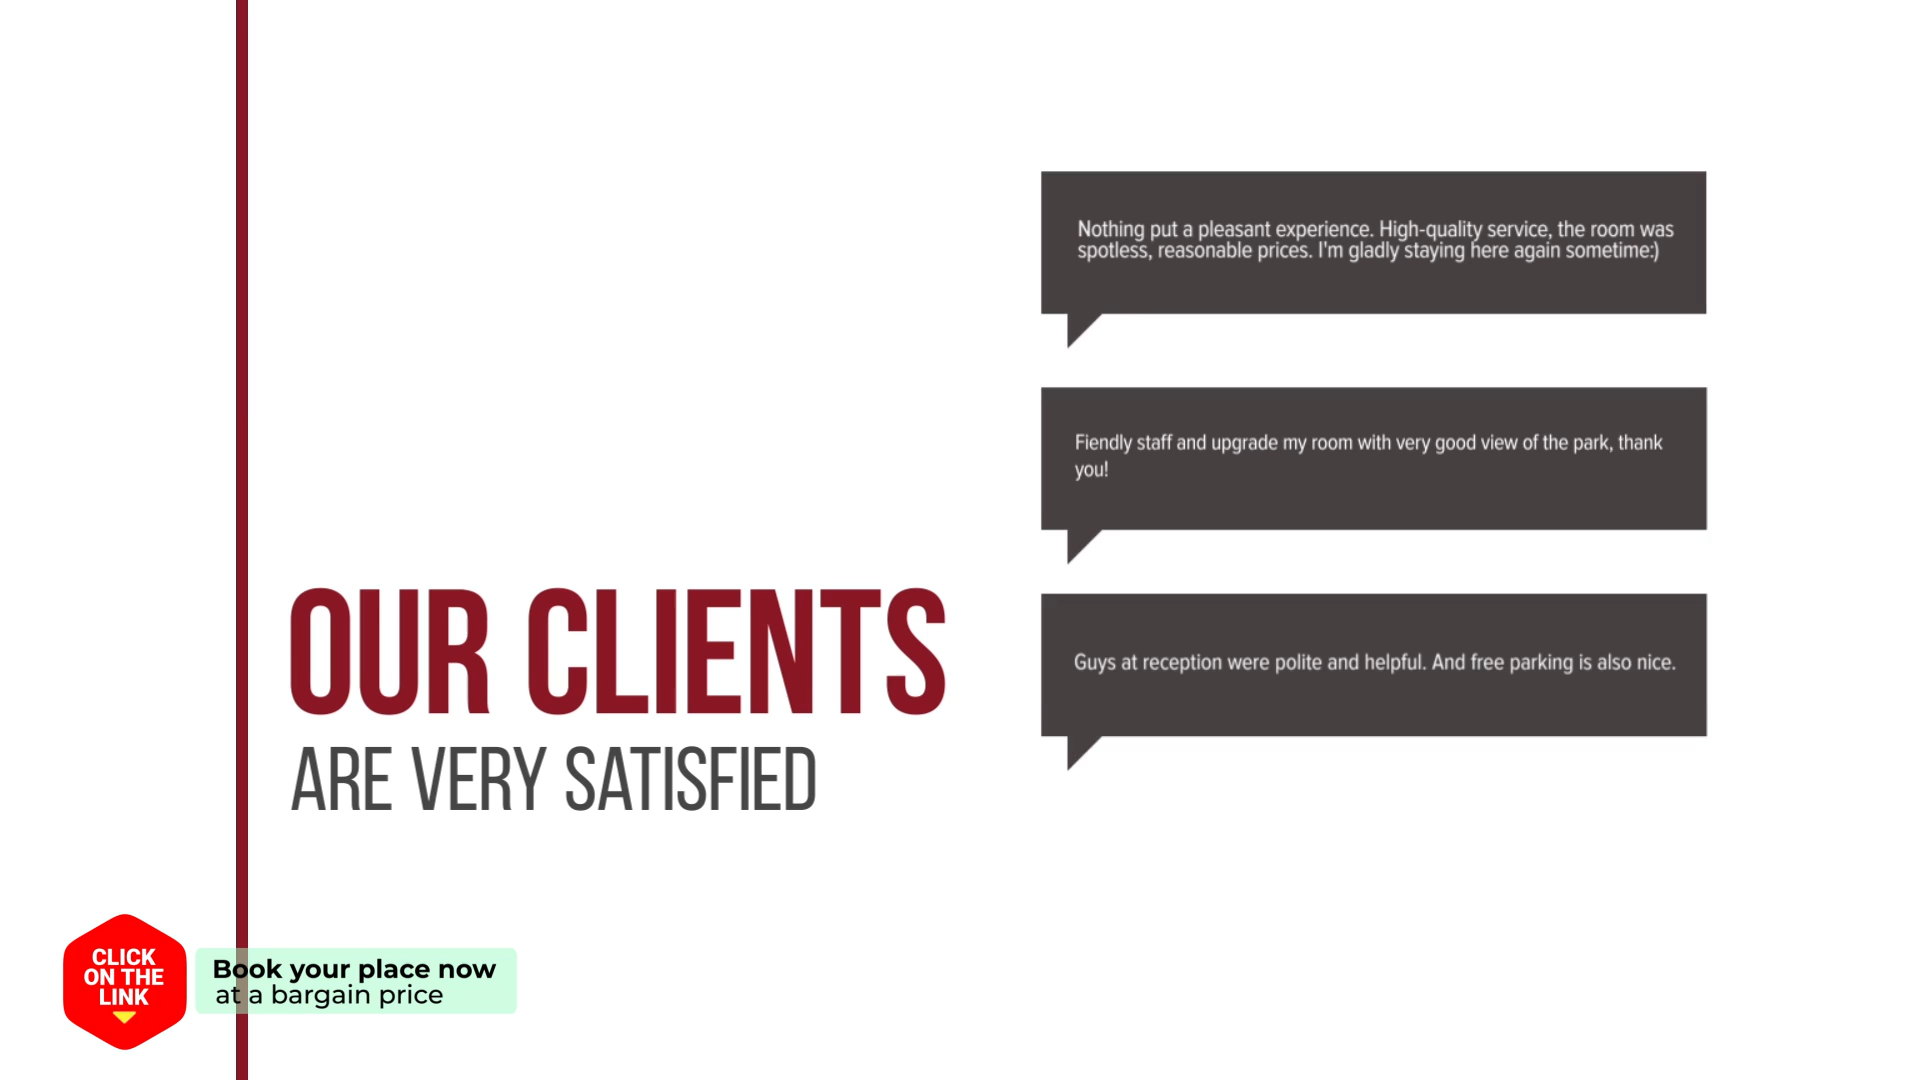 Nothing put a pleasant experience. High-quality service, the room was
spotless, reasonable prices. I'm gladly staying here again sometime:)
Fiendly staff and upgrade my room with very good view of the park, thank
you!
Guys at reception were polite and helpful. And free parking is also nice.
OUR CLIENTS
ARE VERY SATISFIED
CLICK
ON THE
LINK
Book your place now
at a bargain price